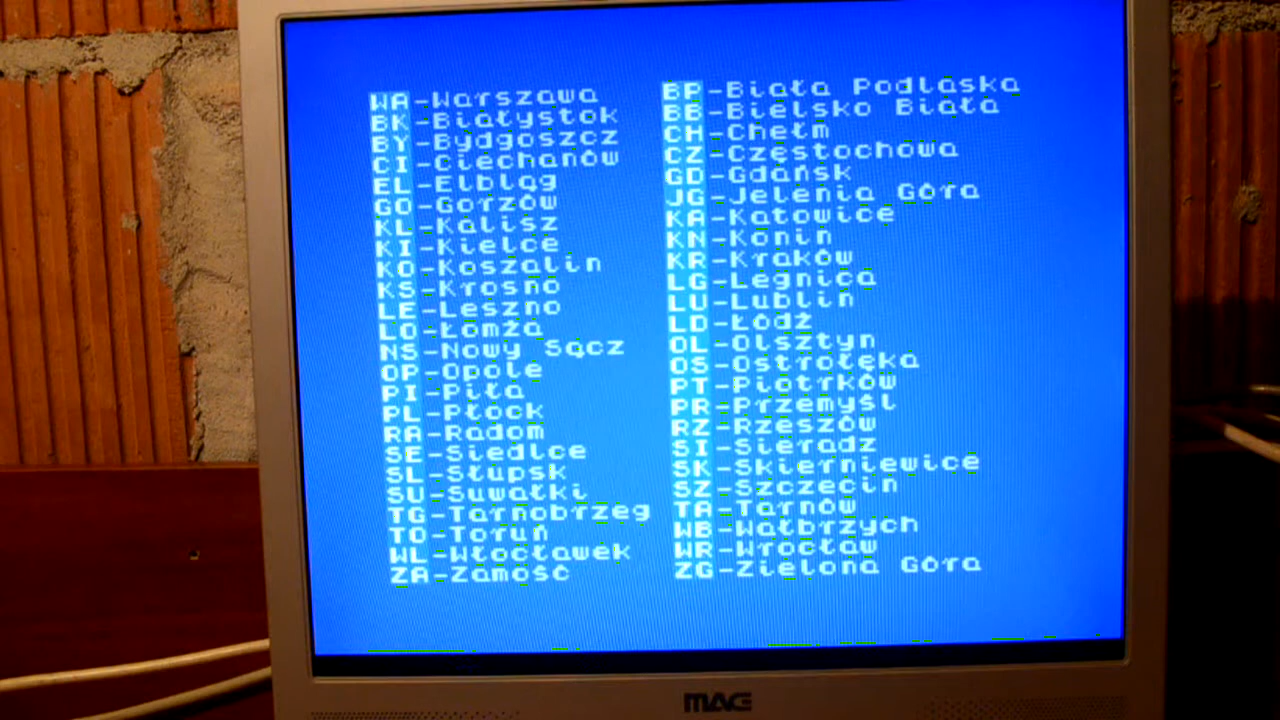 WA-Warszawa BP-Biała Podlaska
BK-Białystok BB-Bielsko Biała
BY-Bydgoszcz CH-Chełm
CI-Ciechanów CZ-Częstochowa
EL-Elbląg GD-Gdańsk
GO-Gorzów JG-Jelenia Góra
KL-Kalisz KA-Katowice
KI-Kielce KN-Konin
KO-Koszalin KR-Kraków
KS-Krosno LG-Legnica
LE-Leszno LU-Lublin
LO-Łomża LD-Łódź
NS-Nowy Sącz OL-Olsztyn
OP-Opole OS-Ostrołęka
PI-Piła PT-Piotrków
PL-Płock PR-Przemyśl
RA-Radom RZ-Rzeszów
SE-Siedlce SI-Sieradz
SL-Słupsk SK-Skierniewice
SU-Suwałki SZ-Szczecin
TG-Tarnobrzeg TA-Tarnów
TO-Toruń WB-Wałbrzych
WL-Włocławek WR-Wrocław
ZA-Zamość ZG-Zielona Góra
MAG